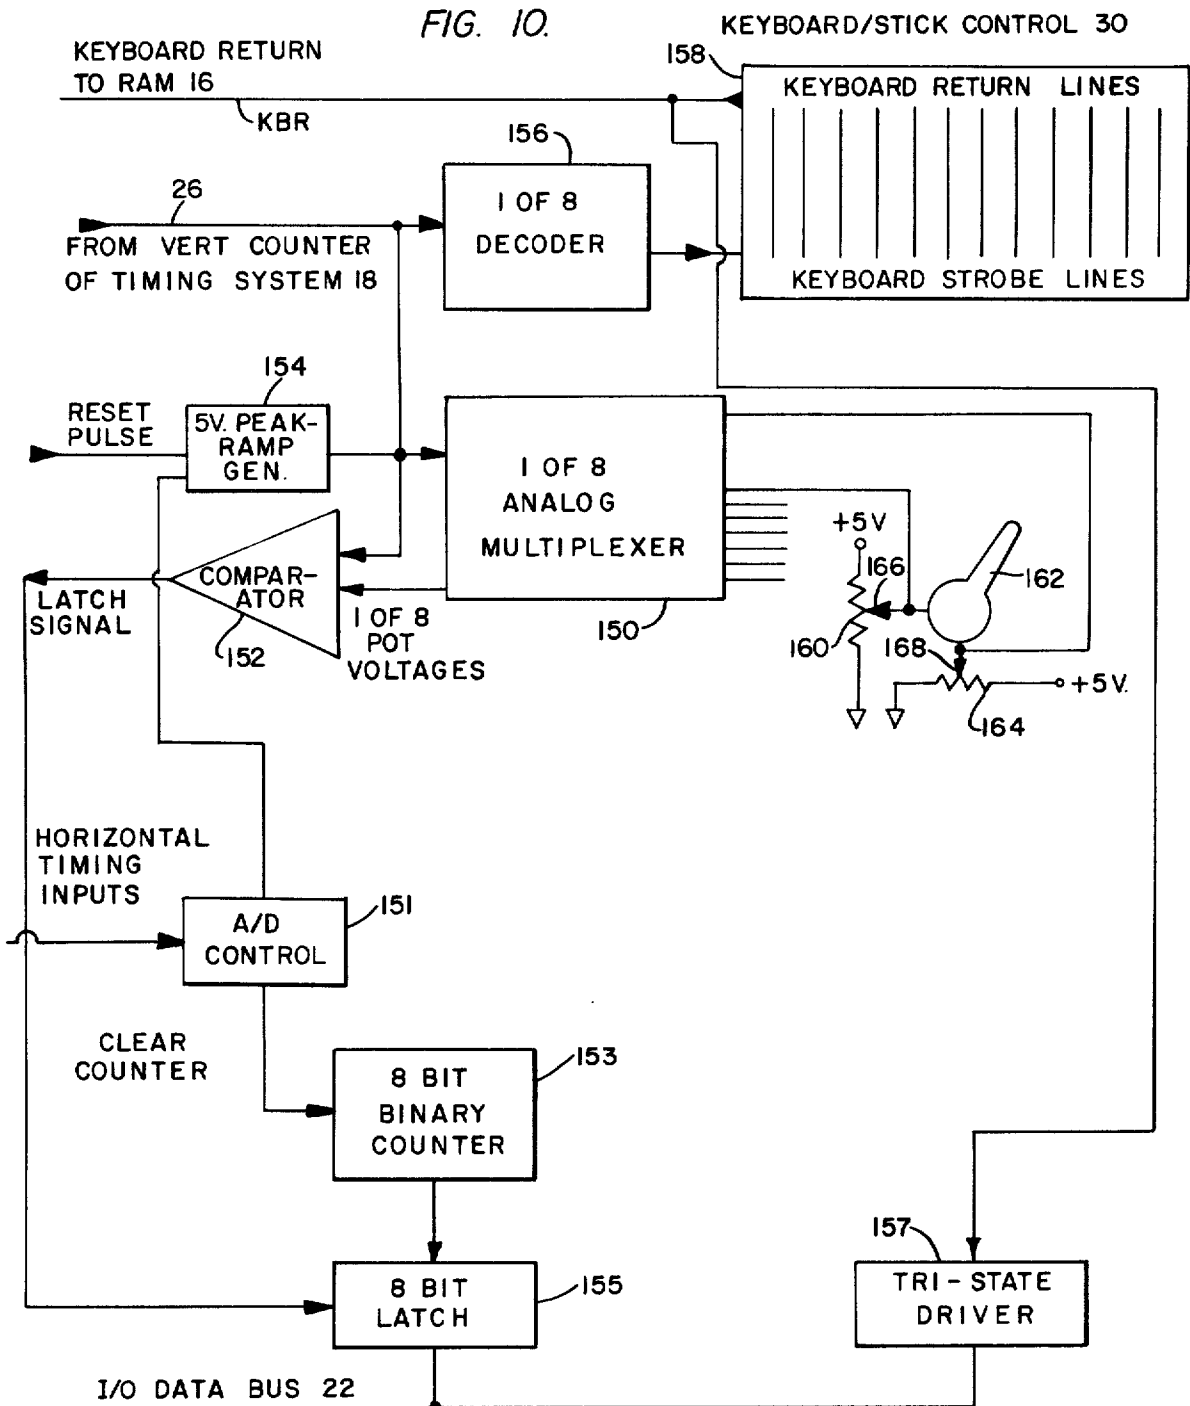 FIG. 10.
KEYBOARD/STICK CONTROL 30
KEYBOARD RETURN
TO RAM 16
KBR
158
KEYBOARD RETURN LINES
KEYBOARD STROBE LINES
156
1 OF 8
DECODER
26
FROM VERT COUNTER
OF TIMING SYSTEM 18
154
RESET
PULSE
5V. PEAK-
RAMP
GEN.
1 OF 8
ANALOG
MULTIPLEXER
150
COMPAR-
ATOR
152
LATCH
SIGNAL
1 OF 8
POT
VOLTAGES
+5V
166
162
160
168
+5V.
164
HORIZONTAL
TIMING
INPUTS
151
A/D
CONTROL
CLEAR
COUNTER
153
8 BIT
BINARY
COUNTER
8 BIT
LATCH
155
157
TRI-STATE
DRIVER
I/O DATA BUS 22